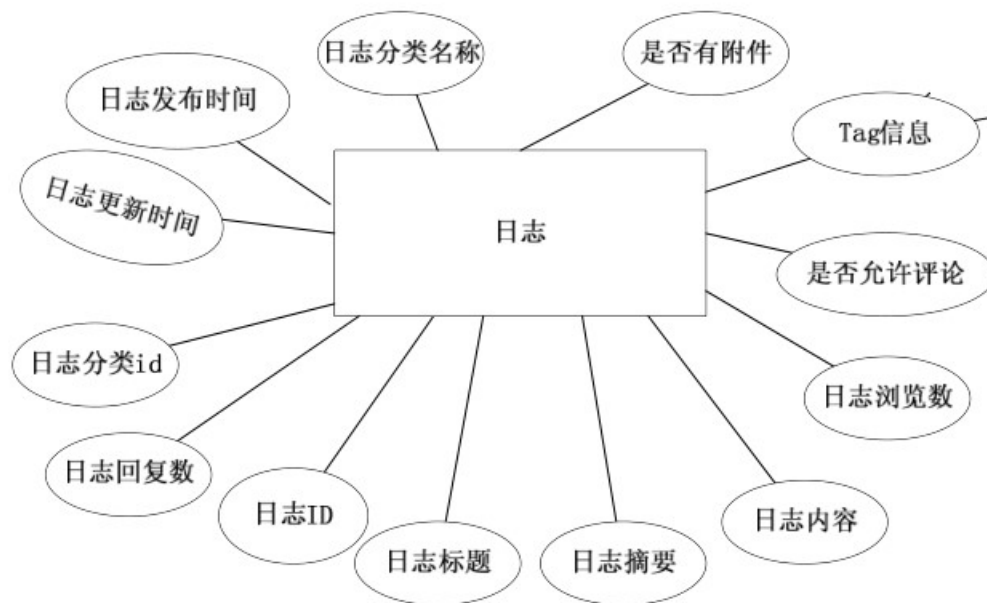 日志分类名称
是否有附件
日志发布时间
Tag信息
日志更新时间
日志
是否允许评论
日志分类id
日志浏览数
日志回复数
日志ID
日志内容
日志标题
日志摘要